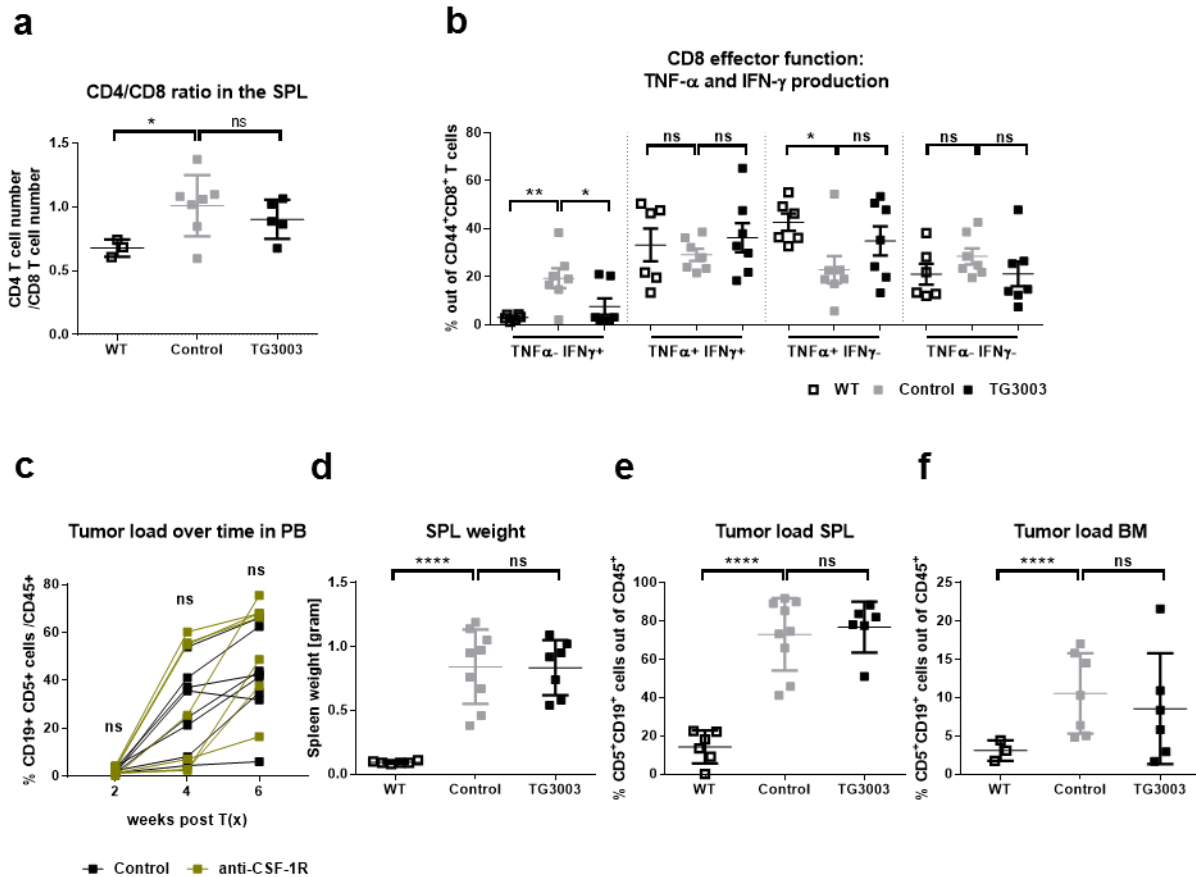 a
CD4/CD8 ratio in the SPL
*
ns
CD4 T cell number
/CD8 T cell number
1.5
1.0
0.5
0.0
WT
Control
TG3003
b
CD8 effector function:
TNF-α and IFN-γ production
% out of CD44+CD8+ T cells
80
60
40
20
0
**
*
ns
ns
*
ns
ns
ns
TNFα- IFNγ+
TNFα+ IFNγ+
TNFα+ IFNγ-
TNFα- IFNγ-
WT
Control
TG3003
c
Tumor load over time in PB
% CD19+ CD5+ cells /CD45+
80
60
40
20
0
ns
ns
ns
2
4
6
weeks post T(x)
Control
anti-CSF-1R
d
SPL weight
****
ns
Spleen weight [gram]
1.5
1.0
0.5
0.0
WT
Control
TG3003
e
Tumor load SPL
****
ns
% CD5+CD19+ cells out of CD45+
100
80
60
40
20
0
WT
Control
TG3003
f
Tumor load BM
****
ns
% CD5+CD19+ cells out of CD45+
25
20
15
10
5
0
WT
Control
TG3003